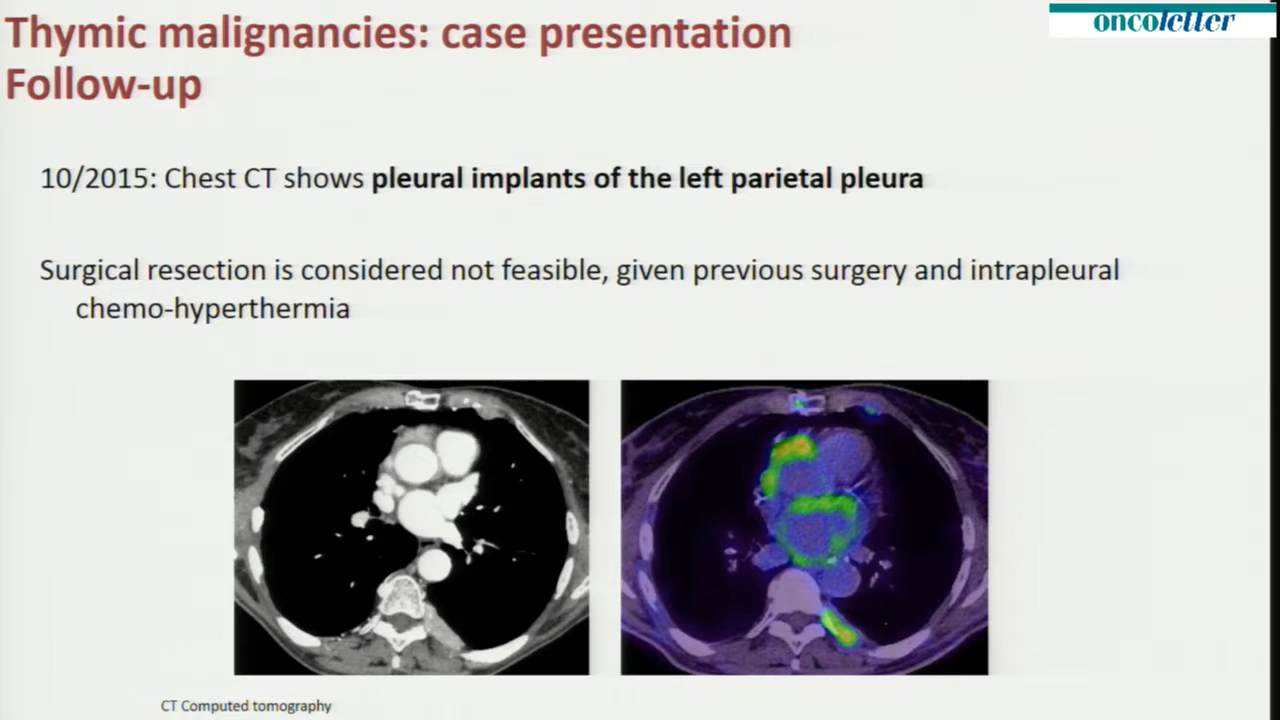 Thymic malignancies: case presentation
oncoletter
Follow-up
10/2015: Chest CT shows pleural implants of the left parietal pleura
Surgical resection is considered not feasible, given previous surgery and intrapleural
chemo-hyperthermia
CT Computed tomography